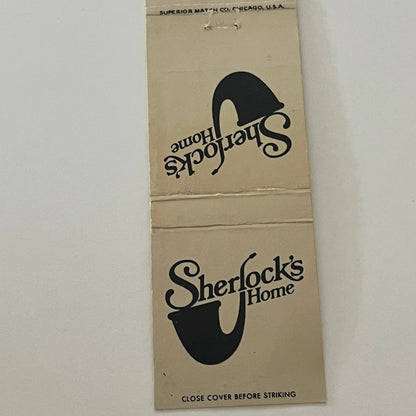 SUPERIOR MATCH CO. CHICAGO, U.S.A.
Sherlock's
Home
Sherlock's
Home
CLOSE COVER BEFORE STRIKING